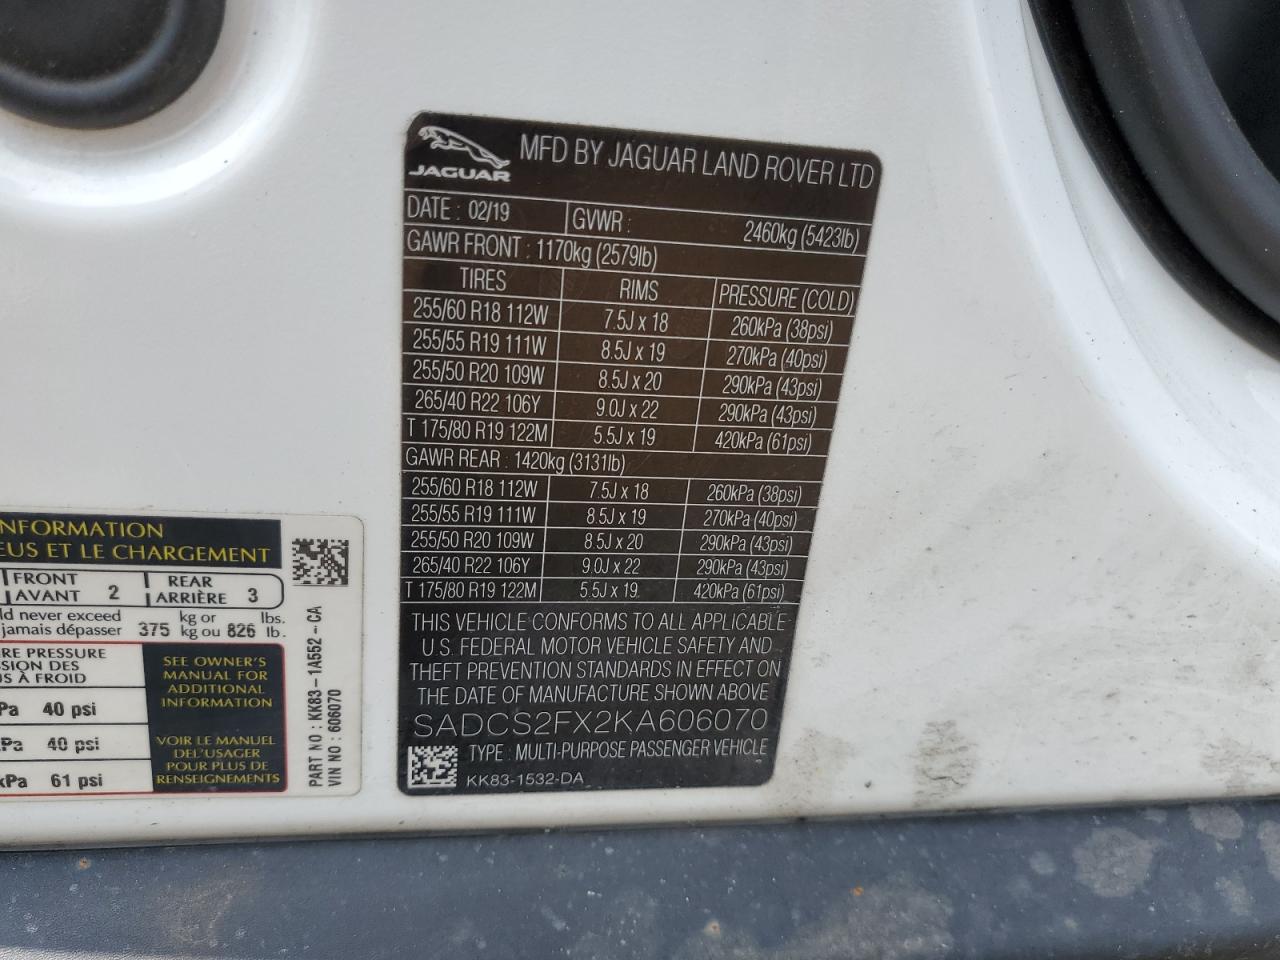 JAGUAR
MFD BY JAGUAR LAND ROVER LTD
DATE : 02/19 GVWR : 2460kg (5423lb)
GAWR FRONT : 1170kg (2579lb)
TIRES RIMS PRESSURE (COLD)
255/60 R18 112W 7.5J x 18 260kPa (38psi)
255/55 R19 111W 8.5J x 19 270kPa (40psi)
255/50 R20 109W 8.5J x 20 290kPa (43psi)
265/40 R22 106Y 9.0J x 22 290kPa (43psi)
T 175/80 R19 122M 5.5J x 19 420kPa (61psi)
GAWR REAR : 1420kg (3131lb)
255/60 R18 112W 7.5J x 18 260kPa (38psi)
255/55 R19 111W 8.5J x 19 270kPa (40psi)
255/50 R20 109W 8.5J x 20 290kPa (43psi)
265/40 R22 106Y 9.0J x 22 290kPa (43psi)
T 175/80 R19 122M 5.5J x 19 420kPa (61psi)
THIS VEHICLE CONFORMS TO ALL APPLICABLE
U.S. FEDERAL MOTOR VEHICLE SAFETY AND
THEFT PREVENTION STANDARDS IN EFFECT ON
THE DATE OF MANUFACTURE SHOWN ABOVE
SADCS2FX2KA606070
TYPE : MULTI-PURPOSE PASSENGER VEHICLE
KK83-1532-DA
NFORMATION
EUS ET LE CHARGEMENT
FRONT 2 REAR 3
AVANT ARRIÈRE
ld never exceed 375 kg or 826 lbs.
jamais dépasser kg ou lb.
RE PRESSURE
SSION DES
US À FROID
Pa 40 psi
kPa 40 psi
kPa 61 psi
SEE OWNER'S
MANUAL FOR
ADDITIONAL
INFORMATION
VOIR LE MANUEL
DEL'USAGER
POUR PLUS DE
RENSEIGNEMENTS
PART NO : KK83-1A552-CA
VIN NO : 606070